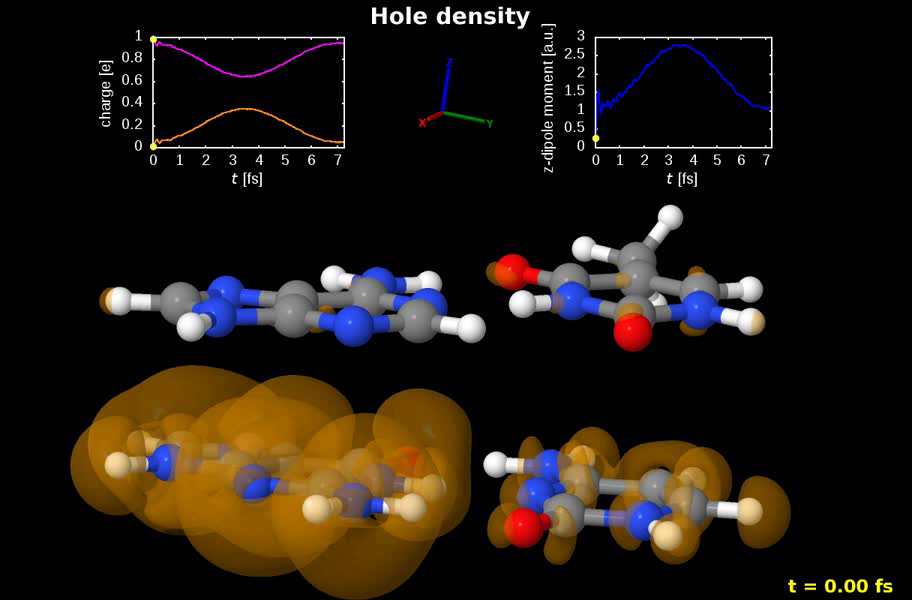 Hole density
charge [e]
1
0.8
0.6
0.4
0.2
0
0 1 2 3 4 5 6 7
t [fs]
Z
X
Y
z-dipole moment [a.u.]
3
2.5
2
1.5
1
0.5
0
0 1 2 3 4 5 6 7
t [fs]
t = 0.00 fs